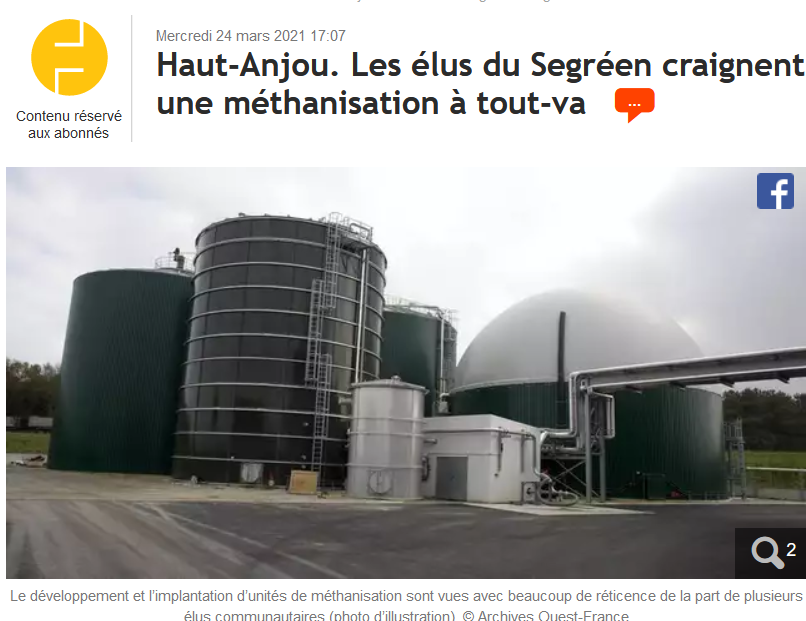 Mercredi 24 mars 2021 17:07
Haut-Anjou. Les élus du Segréen craignent
une méthanisation à tout-va
...
Contenu réservé
aux abonnés
f
2
Le développement et l'implantation d'unités de méthanisation sont vues avec beaucoup de réticence de la part de plusieurs
élus communautaires (photo d'illustration). © Archives Ouest-France